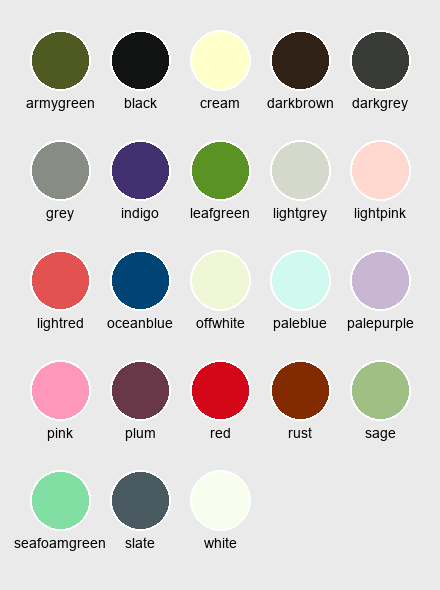 armygreen black cream darkbrown darkgrey
grey indigo leafgreen lightgrey lightpink
lightred oceanblue offwhite paleblue palepurple
pink plum red rust sage
seafoamgreen slate white